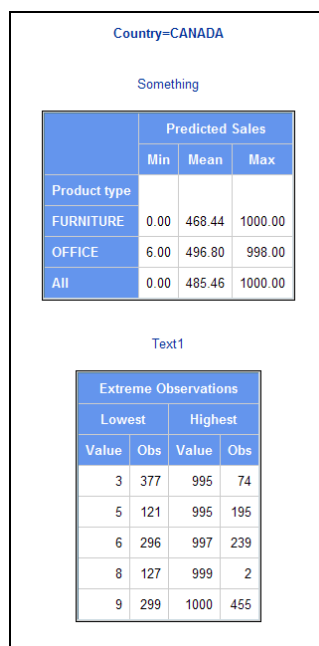 Country=CANADA
Something
Predicted Sales
Min Mean Max
Product type
FURNITURE 0.00 468.44 1000.00
OFFICE 6.00 496.80 998.00
All 0.00 485.46 1000.00
Text1
Extreme Observations
Lowest Highest
Value Obs Value Obs
3 377 995 74
5 121 995 195
6 296 997 239
8 127 999 2
9 299 1000 455